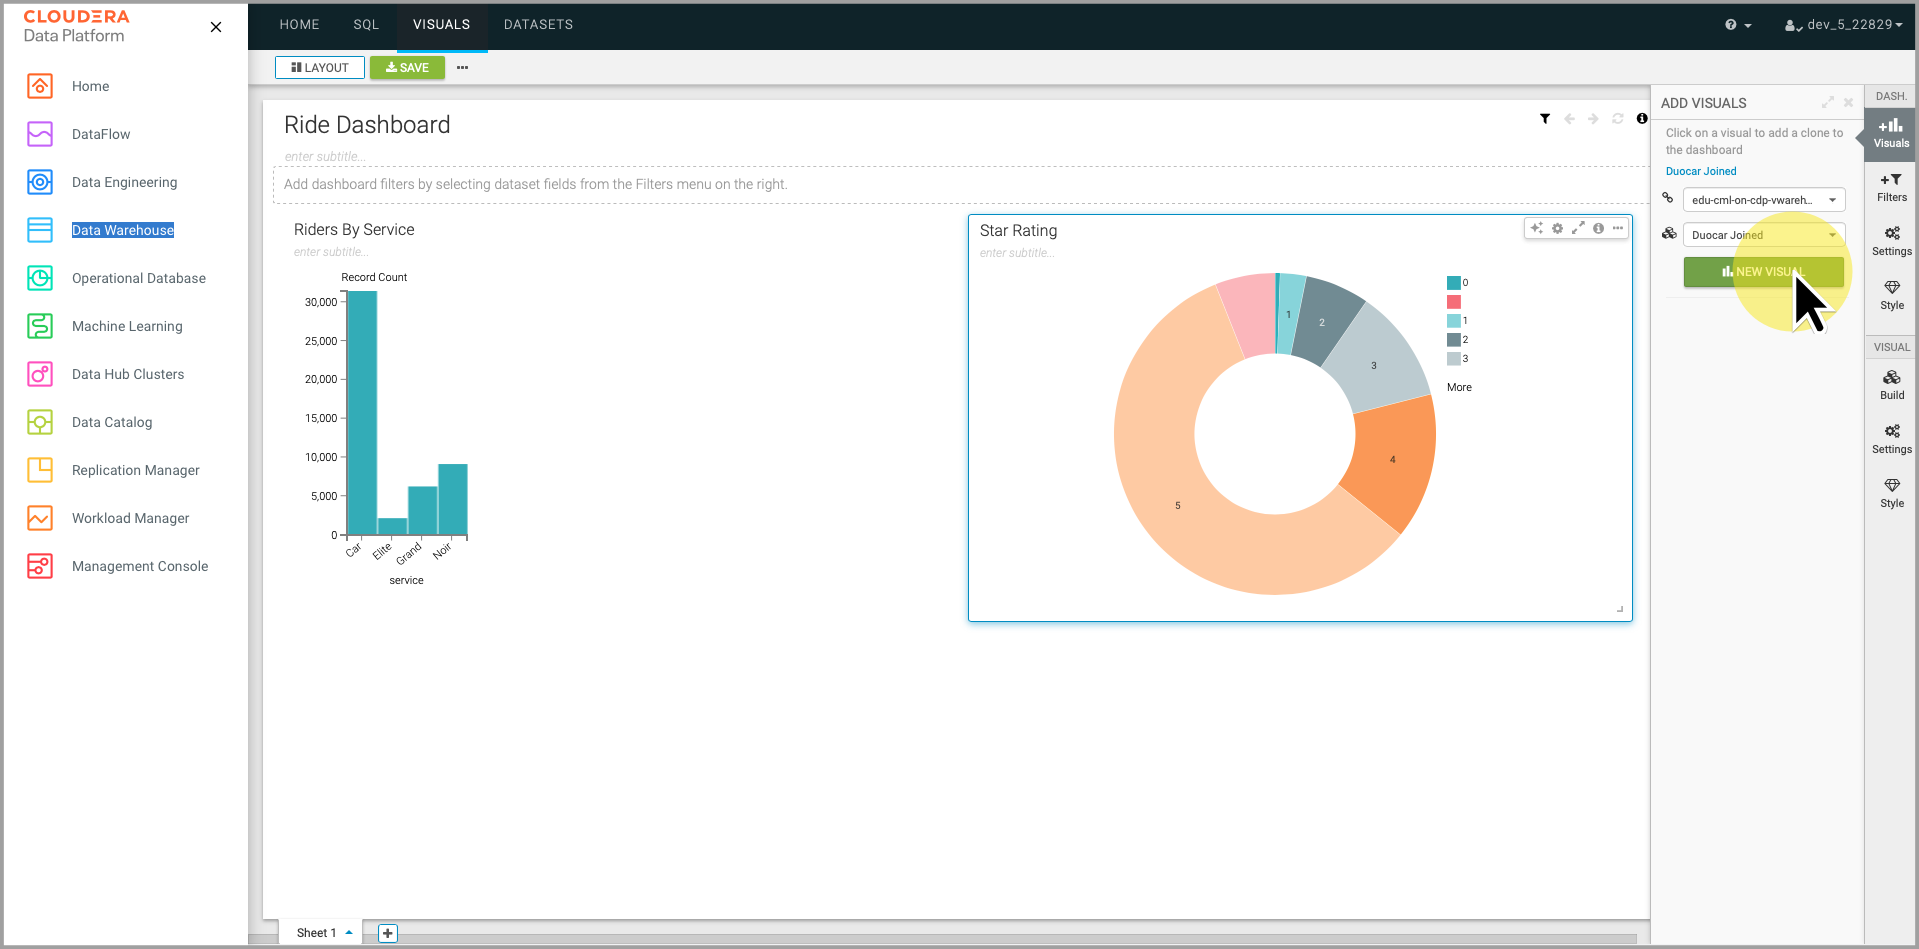 CLOUDERA
Data Platform
Home
DataFlow
Data Engineering
Data Warehouse
Operational Database
Machine Learning
Data Hub Clusters
Data Catalog
Replication Manager
Workload Manager
Management Console
HOME SQL VISUALS DATASETS
dev_5_22829
LAYOUT SAVE
Ride Dashboard
enter subtitle...
Add dashboard filters by selecting dataset fields from the Filters menu on the right.
Riders By Service
enter subtitle...
Record Count
30,000
25,000
20,000
15,000
10,000
5,000
0
Car Elite Grand Noir
service
Star Rating
enter subtitle...
1
2
3
4
5
0
1
2
3
More
ADD VISUALS
Click on a visual to add a clone to
the dashboard
Duocar Joined
edu-cml-on-cdp-vwareh...
Duocar Joined
NEW VISUAL
DASH.
Visuals
Filters
Settings
Style
VISUAL
Build
Settings
Style
Sheet 1